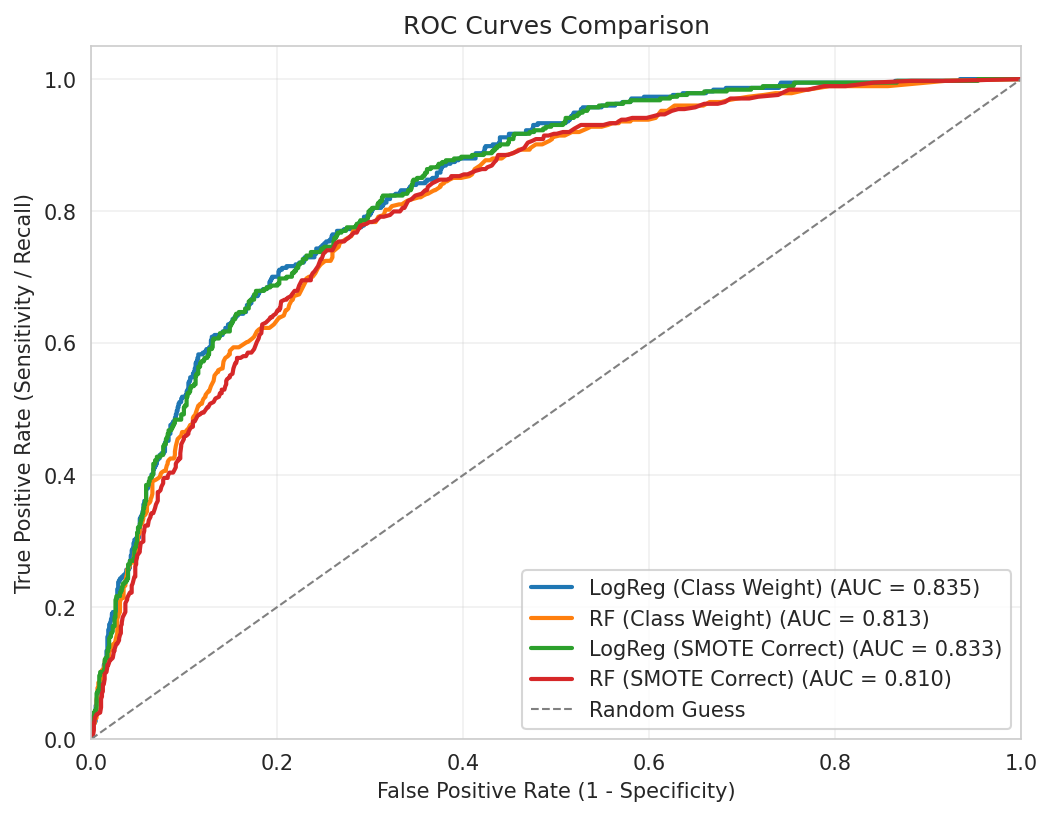 ROC Curves Comparison
True Positive Rate (Sensitivity / Recall)
1.0
0.8
0.6
0.4
0.2
0.0
LogReg (Class Weight) (AUC = 0.835)
RF (Class Weight) (AUC = 0.813)
LogReg (SMOTE Correct) (AUC = 0.833)
RF (SMOTE Correct) (AUC = 0.810)
Random Guess
0.0 0.2 0.4 0.6 0.8 1.0
False Positive Rate (1 - Specificity)